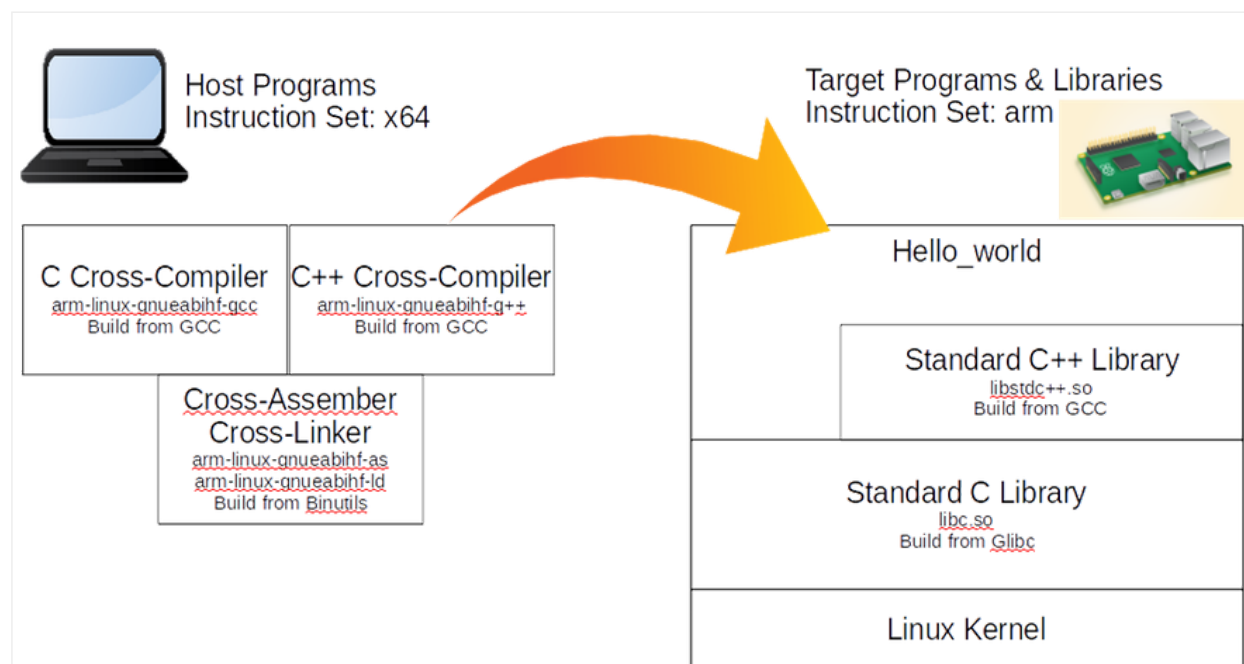 Host Programs
Instruction Set: x64
Target Programs & Libraries
Instruction Set: arm
C Cross-Compiler
arm-linux-gnueabihf-gcc
Build from GCC
C++ Cross-Compiler
arm-linux-gnueabihf-g++
Build from GCC
Cross-Assember
Cross-Linker
arm-linux-gnueabihf-as
arm-linux-gnueabihf-ld
Build from Binutils
Hello_world
Standard C++ Library
libstdc++.so
Build from GCC
Standard C Library
libc.so
Build from Glibc
Linux Kernel